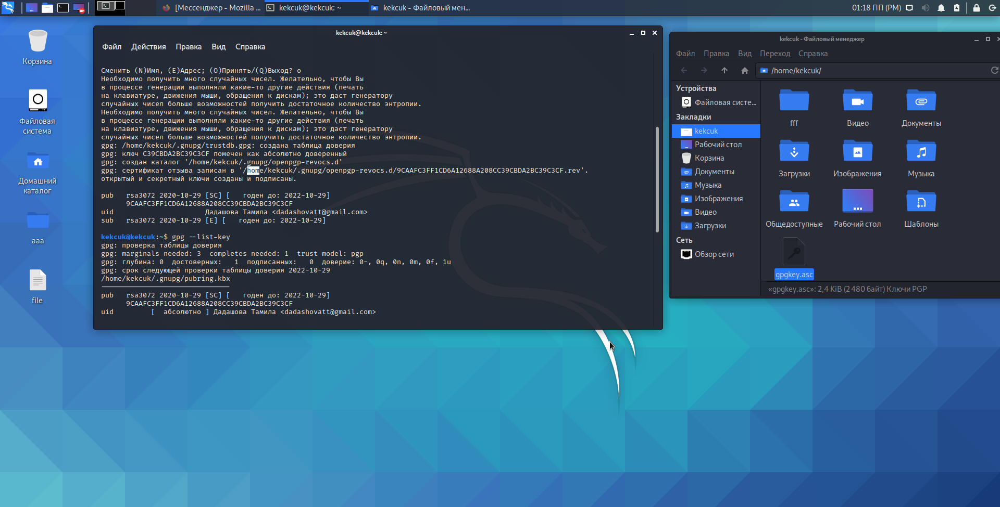 [Мессенджер - Mozilla ...
kekcuk@kekcuk: ~
kekcuk - Файловый мен...
01:18 ПП (PM)
Корзина
Файловая
система
Домашний
каталог
aaa
file
kekcuk@kekcuk: ~
Файл Действия Правка Вид Справка
Сменить (N)Имя, (E)Адрес; (O)Принять/(Q)Выход? o
Необходимо получить много случайных чисел. Желательно, чтобы Вы
в процессе генерации выполняли какие-то другие действия (печать
на клавиатуре, движения мыши, обращения к дискам); это даст генератору
случайных чисел больше возможностей получить достаточное количество энтропии.
Необходимо получить много случайных чисел. Желательно, чтобы Вы
в процессе генерации выполняли какие-то другие действия (печать
на клавиатуре, движения мыши, обращения к дискам); это даст генератору
случайных чисел больше возможностей получить достаточное количество энтропии.
gpg: /home/kekcuk/.gnupg/trustdb.gpg: создана таблица доверия
gpg: ключ C39CBDA2BC39C3CF помечен как абсолютно доверенный
gpg: создан каталог '/home/kekcuk/.gnupg/openpgp-revocs.d'
gpg: сертификат отзыва записан в '/home/kekcuk/.gnupg/openpgp-revocs.d/9CAAFC3FF1CD6A12688A208CC39CBDA2BC39C3CF.rev'.
открытый и секретный ключи созданы и подписаны.
pub   rsa3072 2020-10-29 [SC] [   годен до: 2022-10-29]
9CAAFC3FF1CD6A12688A208CC39CBDA2BC39C3CF
uid                      Дадашова Тамила <dadashovatt@gmail.com>
sub   rsa3072 2020-10-29 [E] [   годен до: 2022-10-29]
kekcuk@kekcuk:~$ gpg --list-key
gpg: проверка таблицы доверия
gpg: marginals needed: 3  completes needed: 1  trust model: pgp
gpg: глубина: 0  достоверных:   1  подписанных:   0  доверие: 0-, 0q, 0n, 0m, 0f, 1u
gpg: срок следующей проверки таблицы доверия 2022-10-29
/home/kekcuk/.gnupg/pubring.kbx
-------------------------------
pub   rsa3072 2020-10-29 [SC] [   годен до: 2022-10-29]
9CAAFC3FF1CD6A12688A208CC39CBDA2BC39C3CF
uid         [  абсолютно ] Дадашова Тамила <dadashovatt@gmail.com>
kekcuk - Файловый менеджер
Файл Правка Вид Переход Справка
/home/kekcuk/
Устройства
Файловая систе...
Закладки
kekcuk
Рабочий стол
Корзина
Документы
Музыка
Изображения
Видео
Загрузки
Сеть
Обзор сети
fff Видео Документы
Загрузки Изображения Музыка
Общедоступные Рабочий стол Шаблоны
gpgkey.asc
«gpgkey.asc»: 2,4 KiB (2 480 байт) Ключи PGP